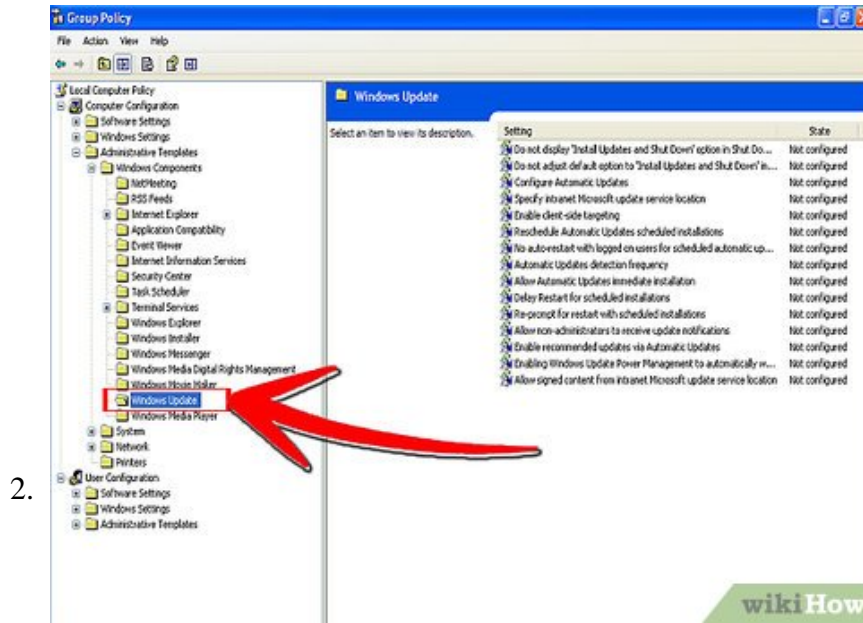 Group Policy
File Action View Help
Local Computer Policy
Computer Configuration
Software Settings
Windows Settings
Administrative Templates
Windows Components
NetMeeting
RSS Feeds
Internet Explorer
Application Compatibility
Event Viewer
Internet Information Services
Security Center
Task Scheduler
Terminal Services
Windows Explorer
Windows Installer
Windows Messenger
Windows Media Digital Rights Management
Windows Movie Maker
Windows Update
Windows Media Player
System
Network
Printers
User Configuration
Software Settings
Windows Settings
Administrative Templates
Windows Update
Select an item to view its description.
Setting State
Do not display 'Install Updates and Shut Down' option in Shut Do... Not configured
Do not adjust default option to 'Install Updates and Shut Down' in... Not configured
Configure Automatic Updates Not configured
Specify intranet Microsoft update service location Not configured
Enable client-side targeting Not configured
Reschedule Automatic Updates scheduled installations Not configured
No auto-restart with logged on users for scheduled automatic up... Not configured
Automatic Updates detection frequency Not configured
Allow Automatic Updates immediate installation Not configured
Delay Restart for scheduled installations Not configured
Re-prompt for restart with scheduled installations Not configured
Allow non-administrators to receive update notifications Not configured
Enable recommended updates via Automatic Updates Not configured
Enabling Windows Update Power Management to automatically w... Not configured
Allow signed content from intranet Microsoft update service location Not configured
2.
wikiHow